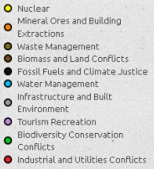 Nuclear
Mineral Ores and Building
Extractions
Waste Management
Biomass and Land Conflicts
Fossil Fuels and Climate Justice
Water Management
Infrastructure and Built
Environment
Tourism Recreation
Biodiversity Conservation
Conflicts
Industrial and Utilities Conflicts